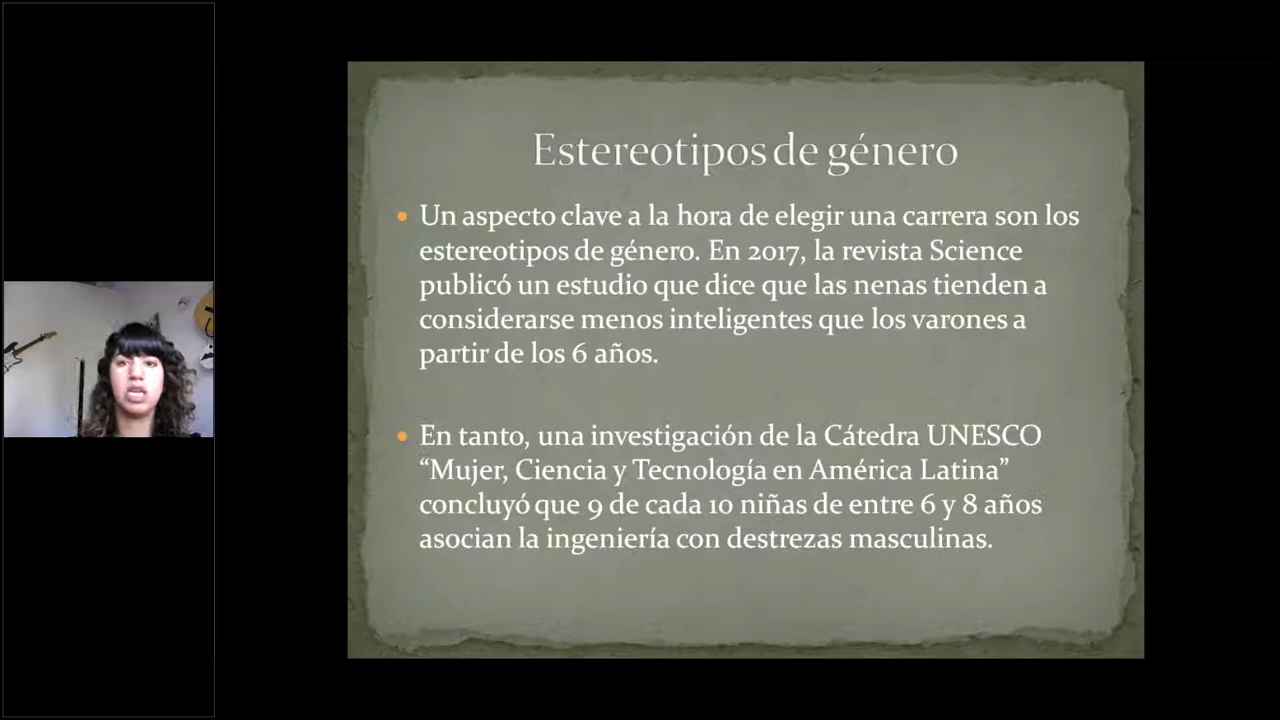 Estereotipos de género
• Un aspecto clave a la hora de elegir una carrera son los
estereotipos de género. En 2017, la revista Science
publicó un estudio que dice que las nenas tienden a
considerarse menos inteligentes que los varones a
partir de los 6 años.
• En tanto, una investigación de la Cátedra UNESCO
“Mujer, Ciencia y Tecnología en América Latina”
concluyó que 9 de cada 10 niñas de entre 6 y 8 años
asocian la ingeniería con destrezas masculinas.